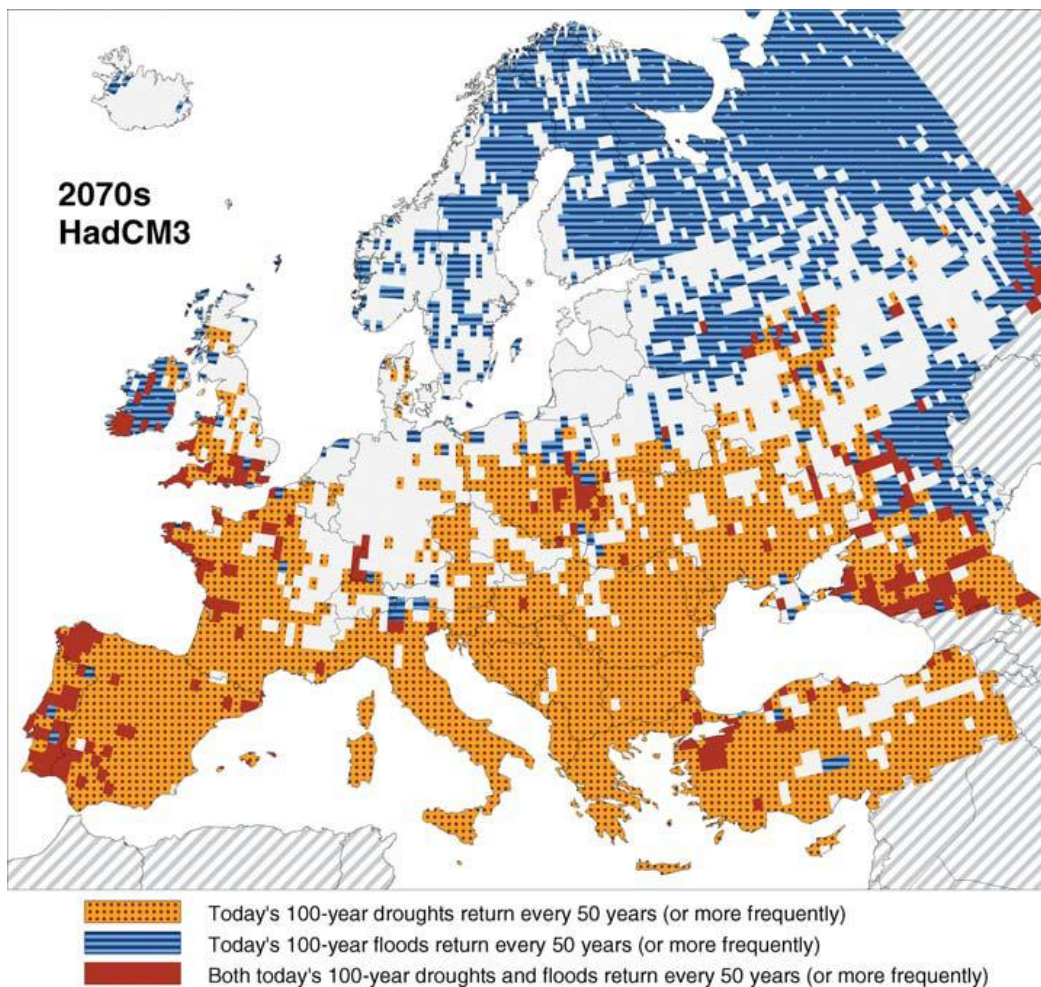 2070s
HadCM3
Today's 100-year droughts return every 50 years (or more frequently)
Today's 100-year floods return every 50 years (or more frequently)
Both today's 100-year droughts and floods return every 50 years (or more frequently)